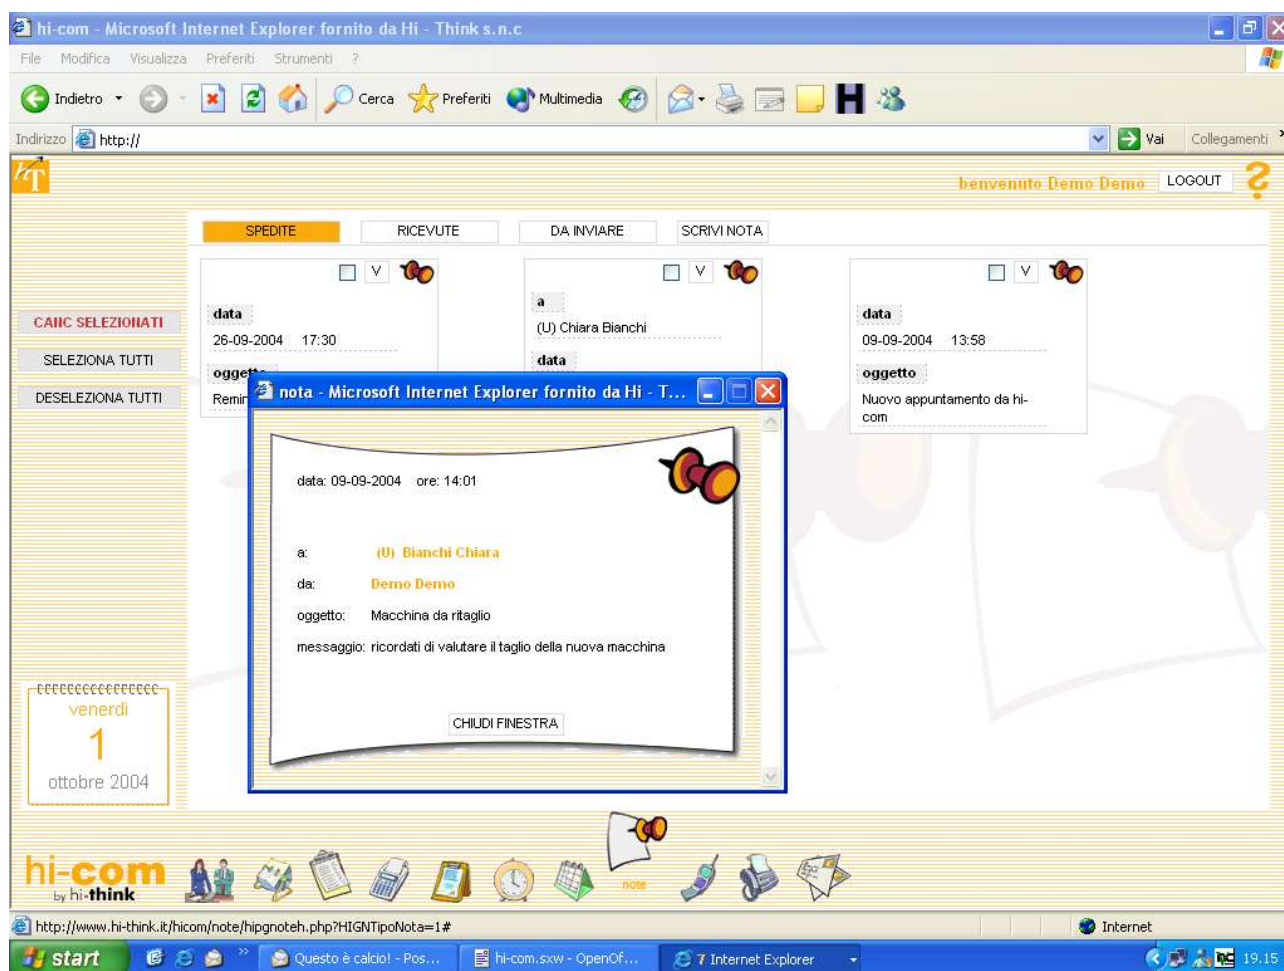 hi-com - Microsoft Internet Explorer fornito da Hi - Think s.n.c
File Modifica Visualizza Preferiti Strumenti ?
Indietro Cerca Preferiti Multimedia H
Indirizzo http:// Vai Collegamenti
hT benvenuto Demo Demo LOGOUT ?
SPEDITE RICEVUTE DA INVIARE SCRIVI NOTA
V V V
CANC SELEZIONATI
SELEZIONA TUTTI
DESELEZIONA TUTTI
data
26-09-2004 17:30
oggetto
a
(U) Chiara Bianchi
data
data
09-09-2004 13:58
oggetto
Nuovo appuntamento da hi-
com
nota - Microsoft Internet Explorer fornito da Hi - T...
data: 09-09-2004 ore: 14:01
a: (U) Bianchi Chiara
da: Demo Demo
oggetto: Macchina da ritaglio
messaggio: ricordati di valutare il taglio della nuova macchina
CHIUDI FINESTRA
venerdì
1
ottobre 2004
hi-com
by hi-think
note
http://www.hi-think.it/hicom/note/hipgnoteh.php?HIGNTipoNota=1# Internet
start » Questo è calcio! - Pos... hi-com.sxw - OpenOf... 7 Internet Explorer 19.15